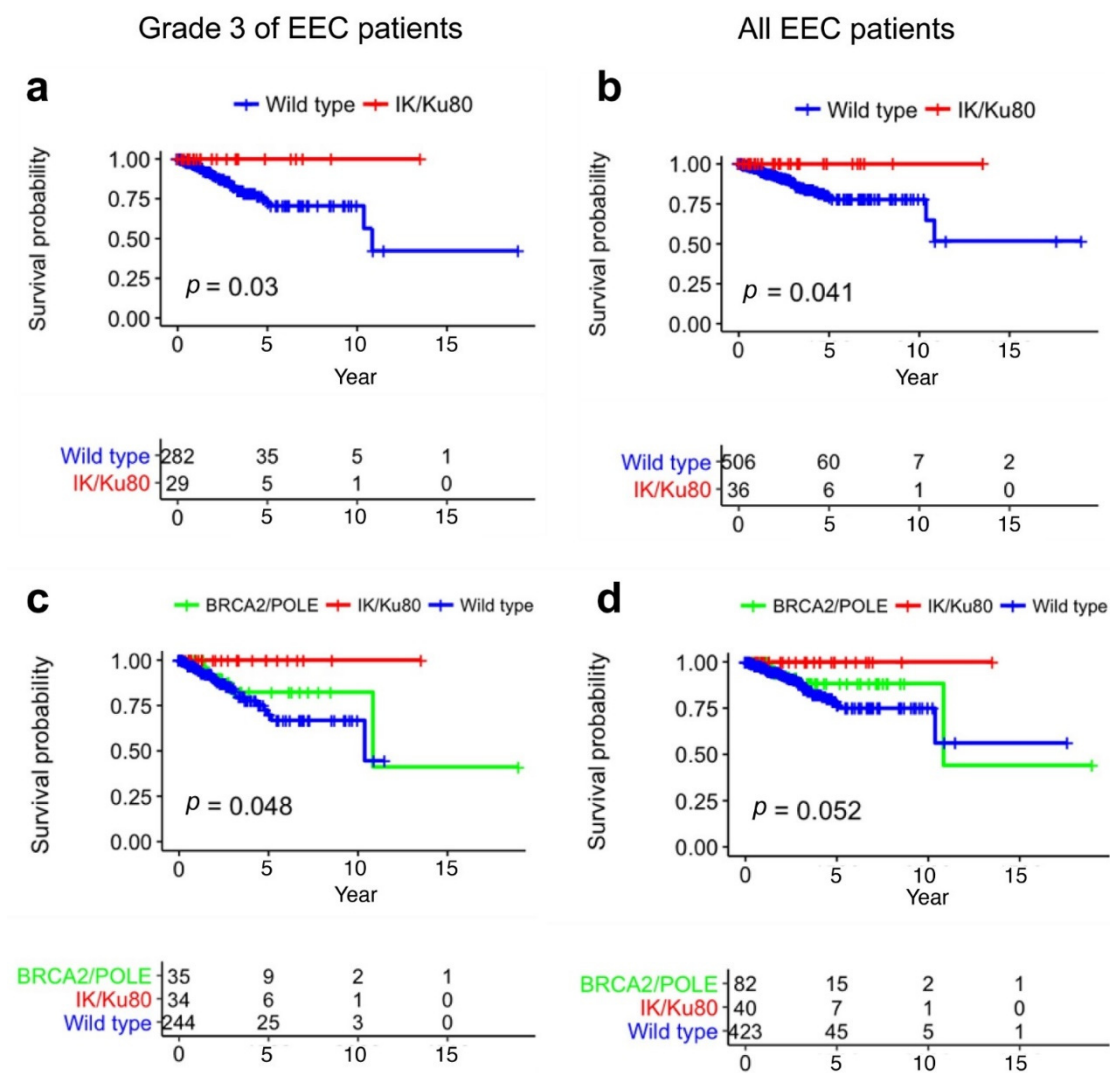 Grade 3 of EEC patients
All EEC patients
a
Wild type IK/Ku80
Survival probability
1.00
0.75
0.50
0.25
0.00
p = 0.03
0 5 10 15
Year
Wild type 282 35 5 1
IK/Ku80 29 5 1 0
0 5 10 15
b
Wild type IK/Ku80
Survival probability
1.00
0.75
0.50
0.25
0.00
p = 0.041
0 5 10 15
Year
Wild type 506 60 7 2
IK/Ku80 36 6 1 0
0 5 10 15
c
BRCA2/POLE IK/Ku80 Wild type
Survival probability
1.00
0.75
0.50
0.25
0.00
p = 0.048
0 5 10 15
Year
BRCA2/POLE 35 9 2 1
IK/Ku80 34 6 1 0
Wild type 244 25 3 0
0 5 10 15
d
BRCA2/POLE IK/Ku80 Wild type
Survival probability
1.00
0.75
0.50
0.25
0.00
p = 0.052
0 5 10 15
Year
BRCA2/POLE 82 15 2 1
IK/Ku80 40 7 1 0
Wild type 423 45 5 1
0 5 10 15